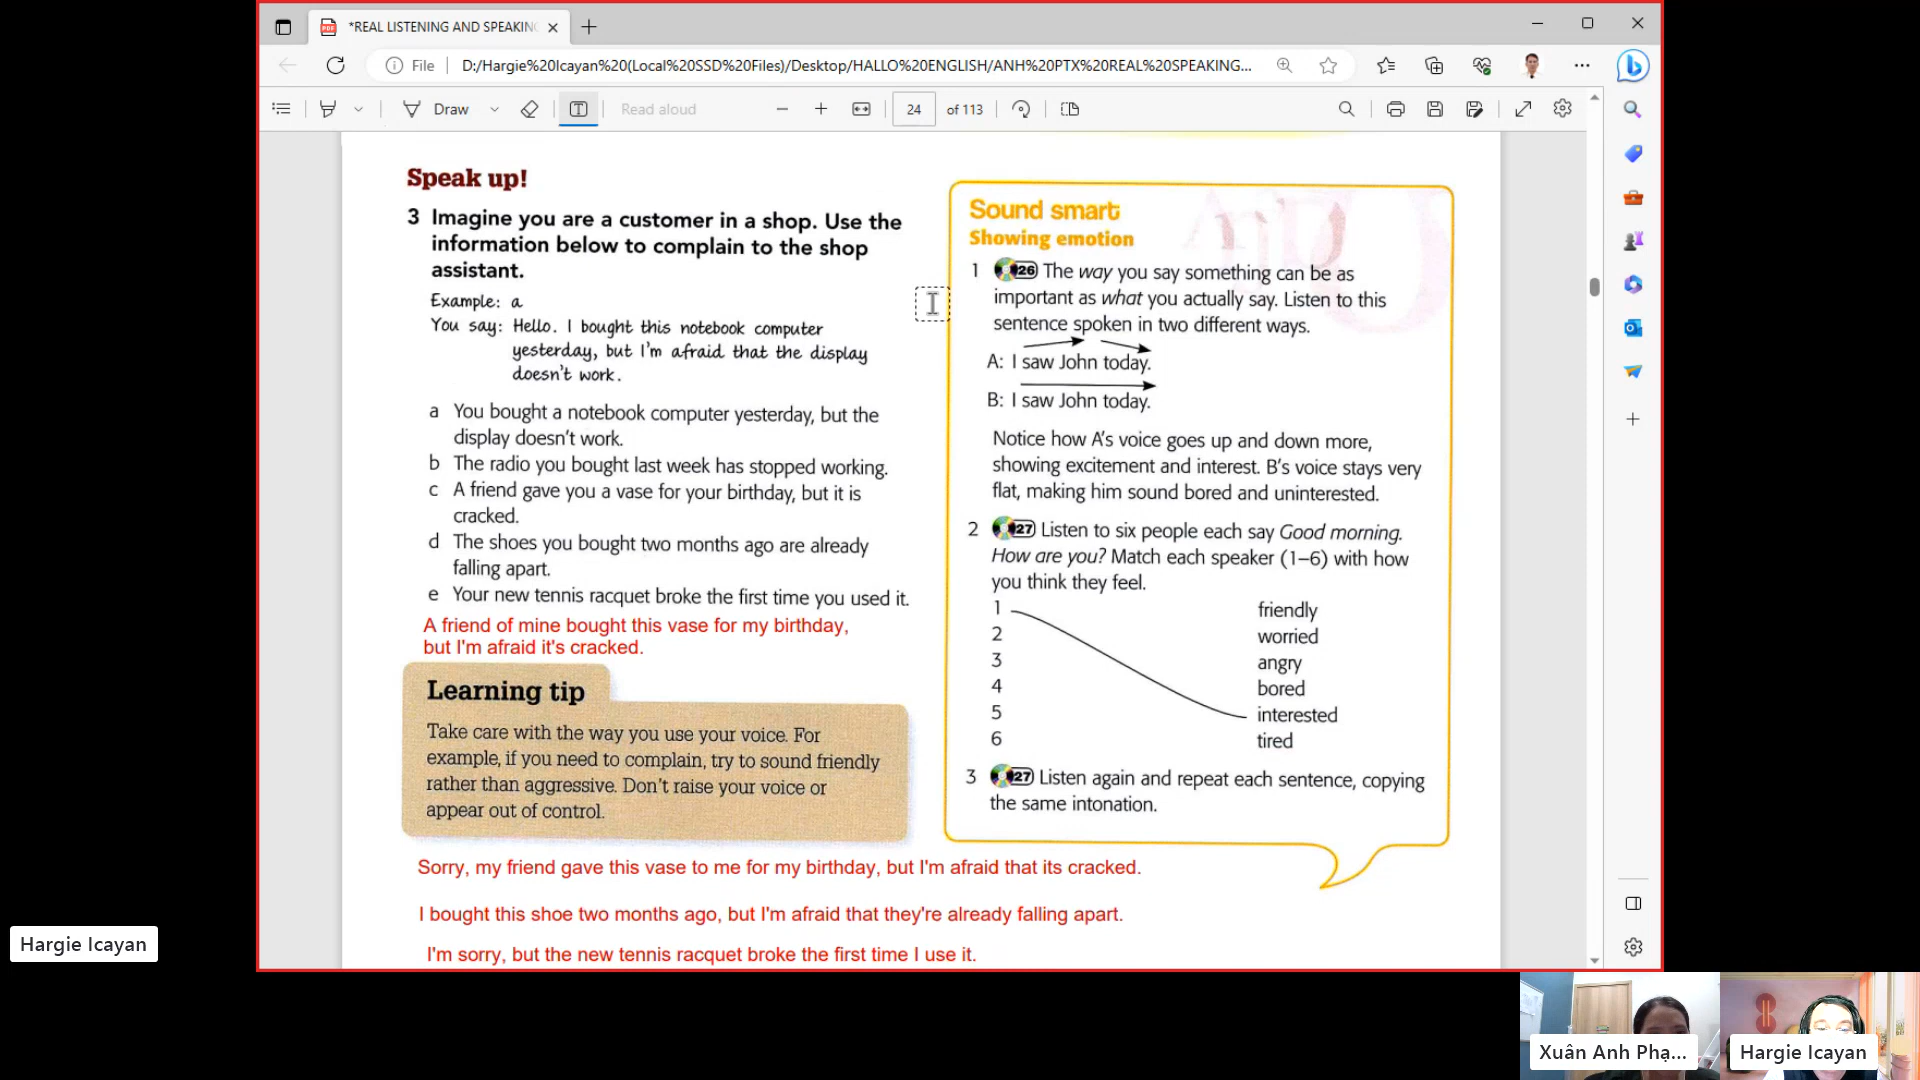 *REAL LISTENING AND SPEAKIN
File
D:/Hargie%20Icayan%20(Local%20SSD%20Files)/Desktop/HALLO%20ENGLISH/ANH%20PTX%20REAL%20SPEAKING...
Draw
Read aloud
24 of 113
Speak up!
3 Imagine you are a customer in a shop. Use the
information below to complain to the shop
assistant.
Example: a
You say: Hello. I bought this notebook computer
yesterday, but I'm afraid that the display
doesn't work.
a You bought a notebook computer yesterday, but the
display doesn't work.
b The radio you bought last week has stopped working.
c A friend gave you a vase for your birthday, but it is
cracked.
d The shoes you bought two months ago are already
falling apart.
e Your new tennis racquet broke the first time you used it.
A friend of mine bought this vase for my birthday,
but I'm afraid it's cracked.
Learning tip
Take care with the way you use your voice. For
example, if you need to complain, try to sound friendly
rather than aggressive. Don't raise your voice or
appear out of control.
Sound smart
Showing emotion
1 26 The way you say something can be as
important as what you actually say. Listen to this
sentence spoken in two different ways.
A: I saw John today.
B: I saw John today.
Notice how A's voice goes up and down more,
showing excitement and interest. B's voice stays very
flat, making him sound bored and uninterested.
2 27 Listen to six people each say Good morning.
How are you? Match each speaker (1–6) with how
you think they feel.
1 friendly
2 worried
3 angry
4 bored
5 interested
6 tired
3 27 Listen again and repeat each sentence, copying
the same intonation.
Sorry, my friend gave this vase to me for my birthday, but I'm afraid that its cracked.
I bought this shoe two months ago, but I'm afraid that they're already falling apart.
I'm sorry, but the new tennis racquet broke the first time I use it.
Hargie Icayan
Xuân Anh Phạ...
Hargie Icayan